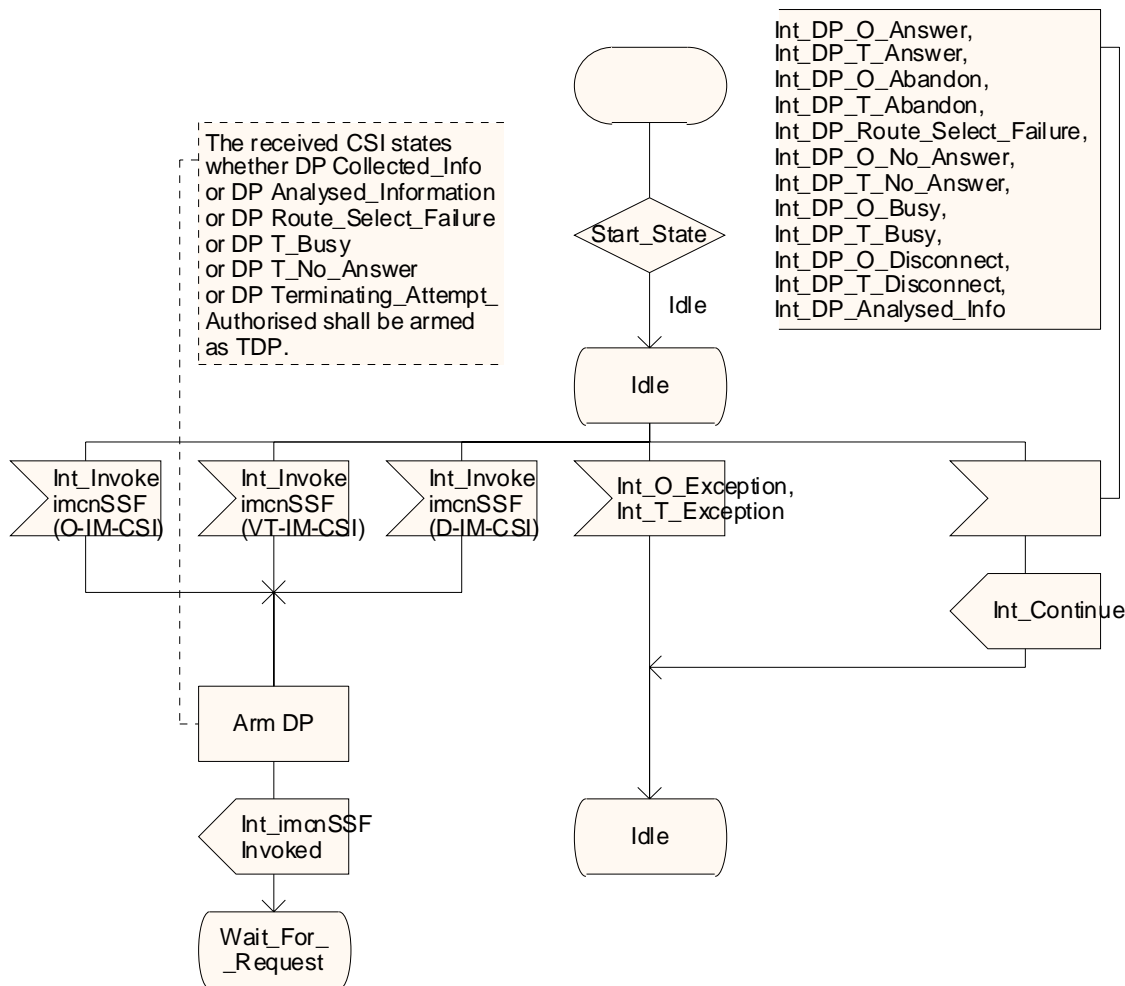 Int_DP_O_Answer,
Int_DP_T_Answer,
Int_DP_O_Abandon,
Int_DP_T_Abandon,
Int_DP_Route_Select_Failure,
Int_DP_O_No_Answer,
Int_DP_T_No_Answer,
Int_DP_O_Busy,
Int_DP_T_Busy,
Int_DP_O_Disconnect,
Int_DP_T_Disconnect,
Int_DP_Analysed_Info
The received CSI states
whether DP Collected_Info
or DP Analysed_Information
or DP Route_Select_Failure
or DP T_Busy
or DP T_No_Answer
or DP Terminating_Attempt_
Authorised shall be armed
as TDP.
Start_State
Idle
Idle
Int_Invoke
imcnSSF
(O-IM-CSI)
Int_Invoke
imcnSSF
(VT-IM-CSI)
Int_Invoke
imcnSSF
(D-IM-CSI)
Int_O_Exception,
Int_T_Exception
Int_Continue
Arm DP
Int_imcnSSF
Invoked
Idle
Wait_For_
_Request